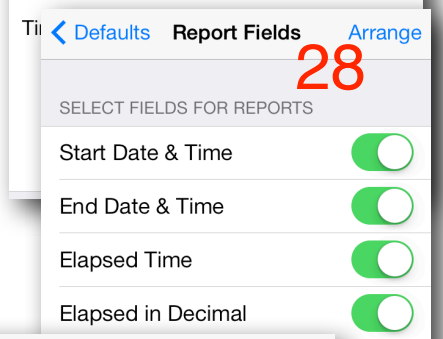 Defaults Report Fields Arrange
28
SELECT FIELDS FOR REPORTS
Start Date & Time
End Date & Time
Elapsed Time
Elapsed in Decimal